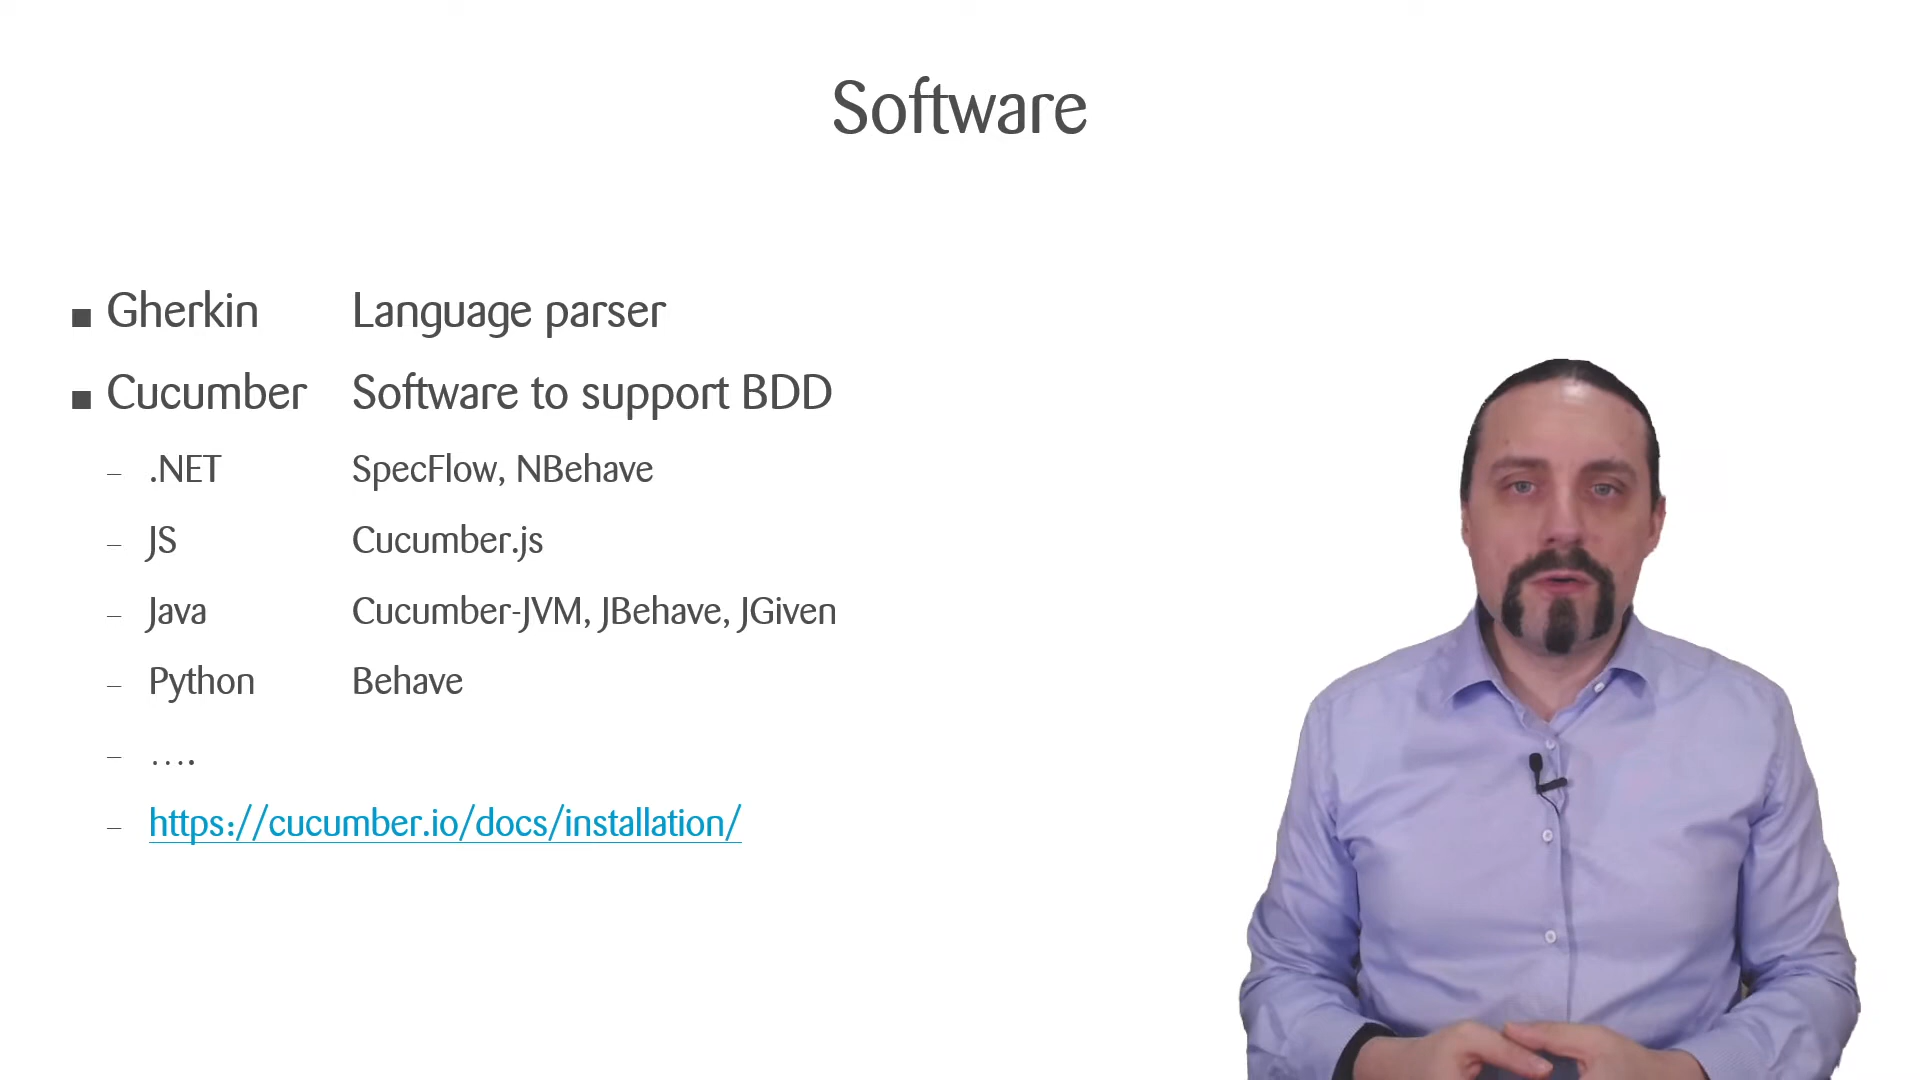 Software
■ Gherkin Language parser
■ Cucumber Software to support BDD
– .NET SpecFlow, NBehave
– JS Cucumber.js
– Java Cucumber-JVM, JBehave, JGiven
– Python Behave
– ….
– https://cucumber.io/docs/installation/